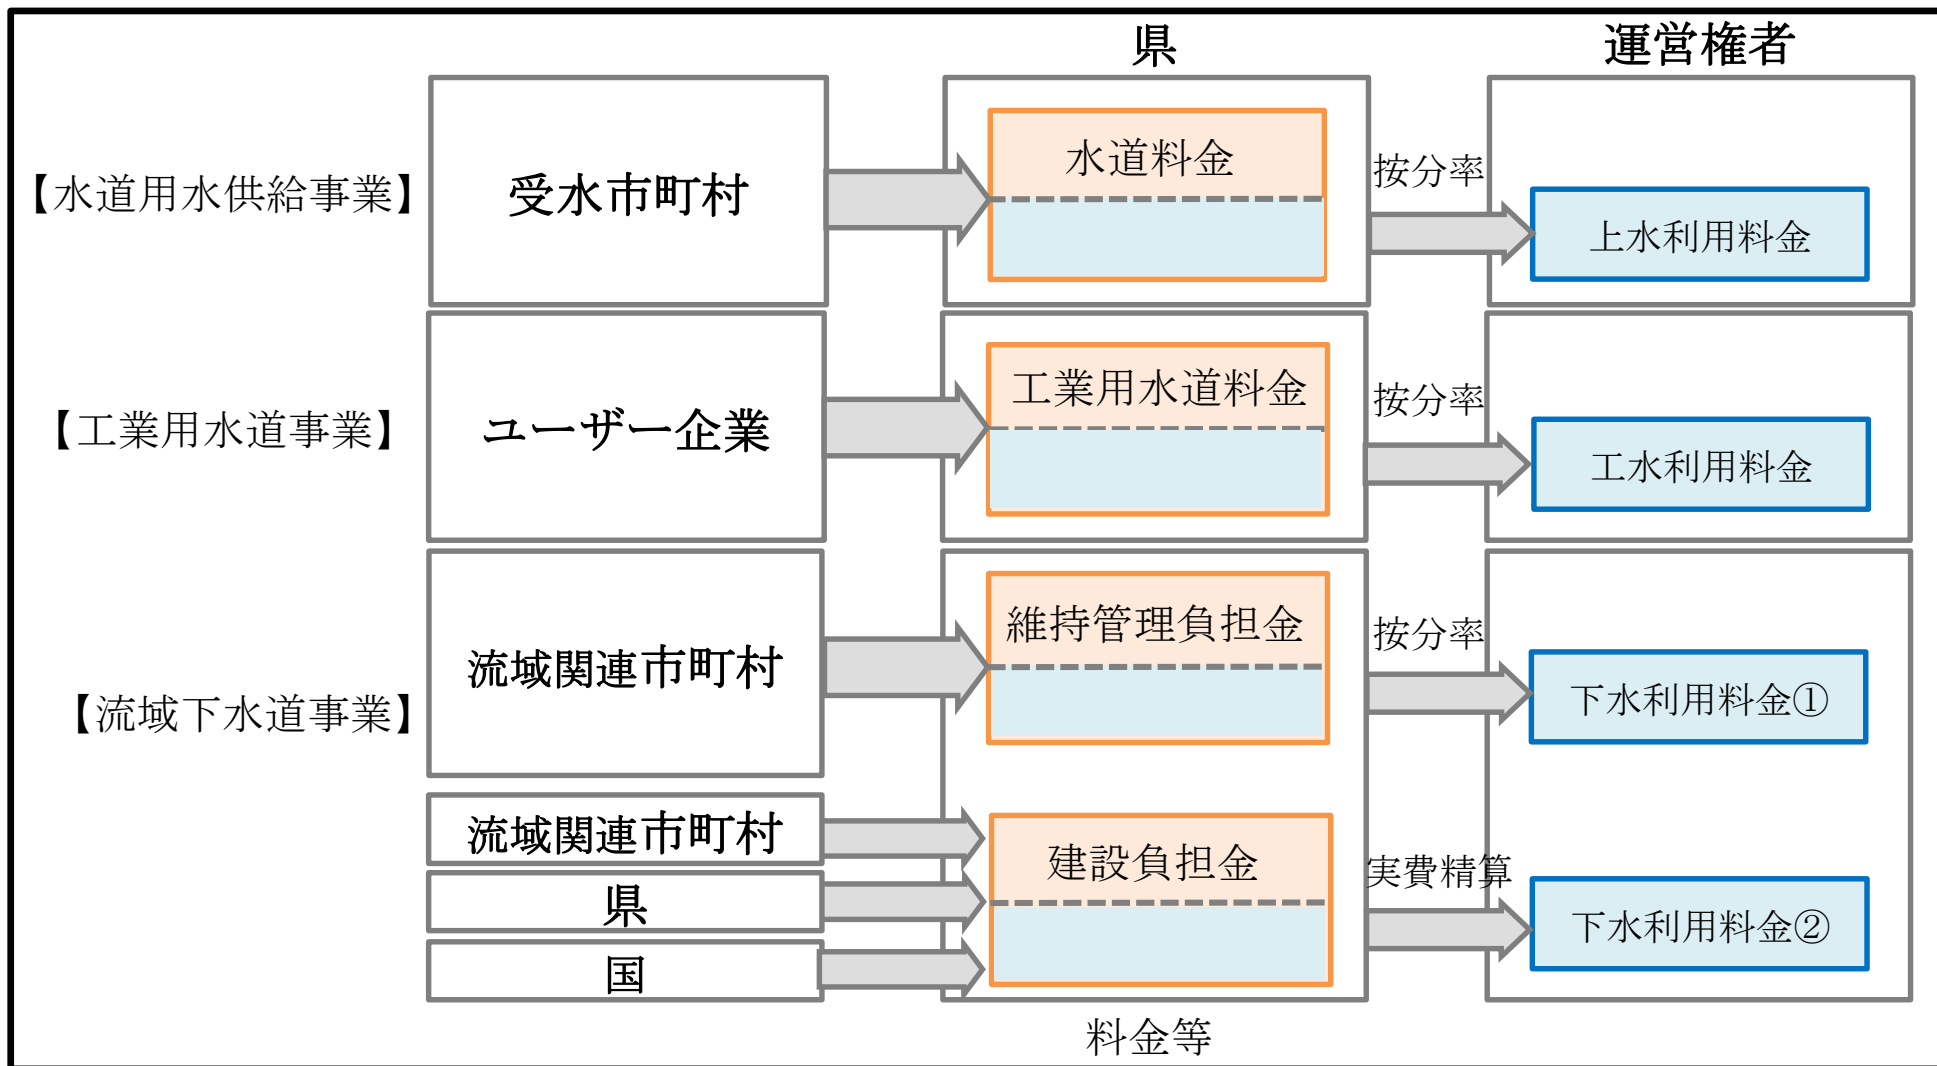 県
運営権者
【水道用水供給事業】
受水市町村
水道料金
按分率
上水利用料金
【工業用水道事業】
ユーザー企業
工業用水道料金
按分率
工水利用料金
【流域下水道事業】
流域関連市町村
維持管理負担金
按分率
下水利用料金①
流域関連市町村
県
国
建設負担金
実費精算
下水利用料金②
料金等